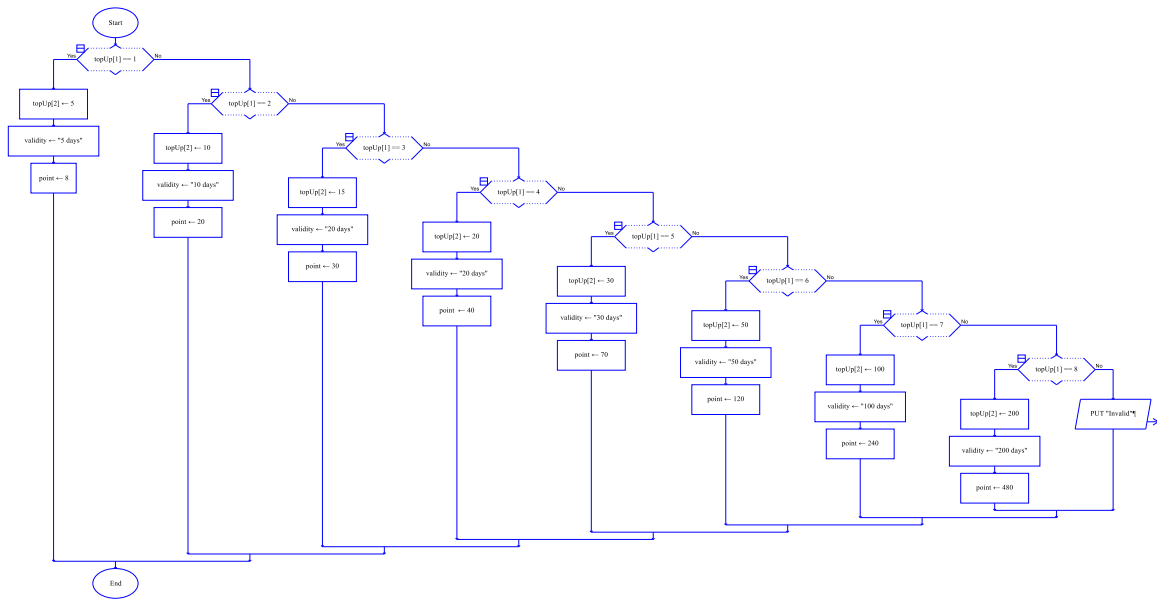 Start
topUp[1] == 1
Yes
No
topUp[2] ← 5
validity ← "5 days"
point ← 8
topUp[1] == 2
Yes
No
topUp[2] ← 10
validity ← "10 days"
point ← 20
topUp[1] == 3
Yes
No
topUp[2] ← 15
validity ← "20 days"
point ← 30
topUp[1] == 4
Yes
No
topUp[2] ← 20
validity ← "20 days"
point ← 40
topUp[1] == 5
Yes
No
topUp[2] ← 30
validity ← "30 days"
point ← 70
topUp[1] == 6
Yes
No
topUp[2] ← 50
validity ← "50 days"
point ← 120
topUp[1] == 7
Yes
No
topUp[2] ← 100
validity ← "100 days"
point ← 240
topUp[1] == 8
Yes
No
topUp[2] ← 200
validity ← "200 days"
point ← 480
PUT "Invalid"¶
End